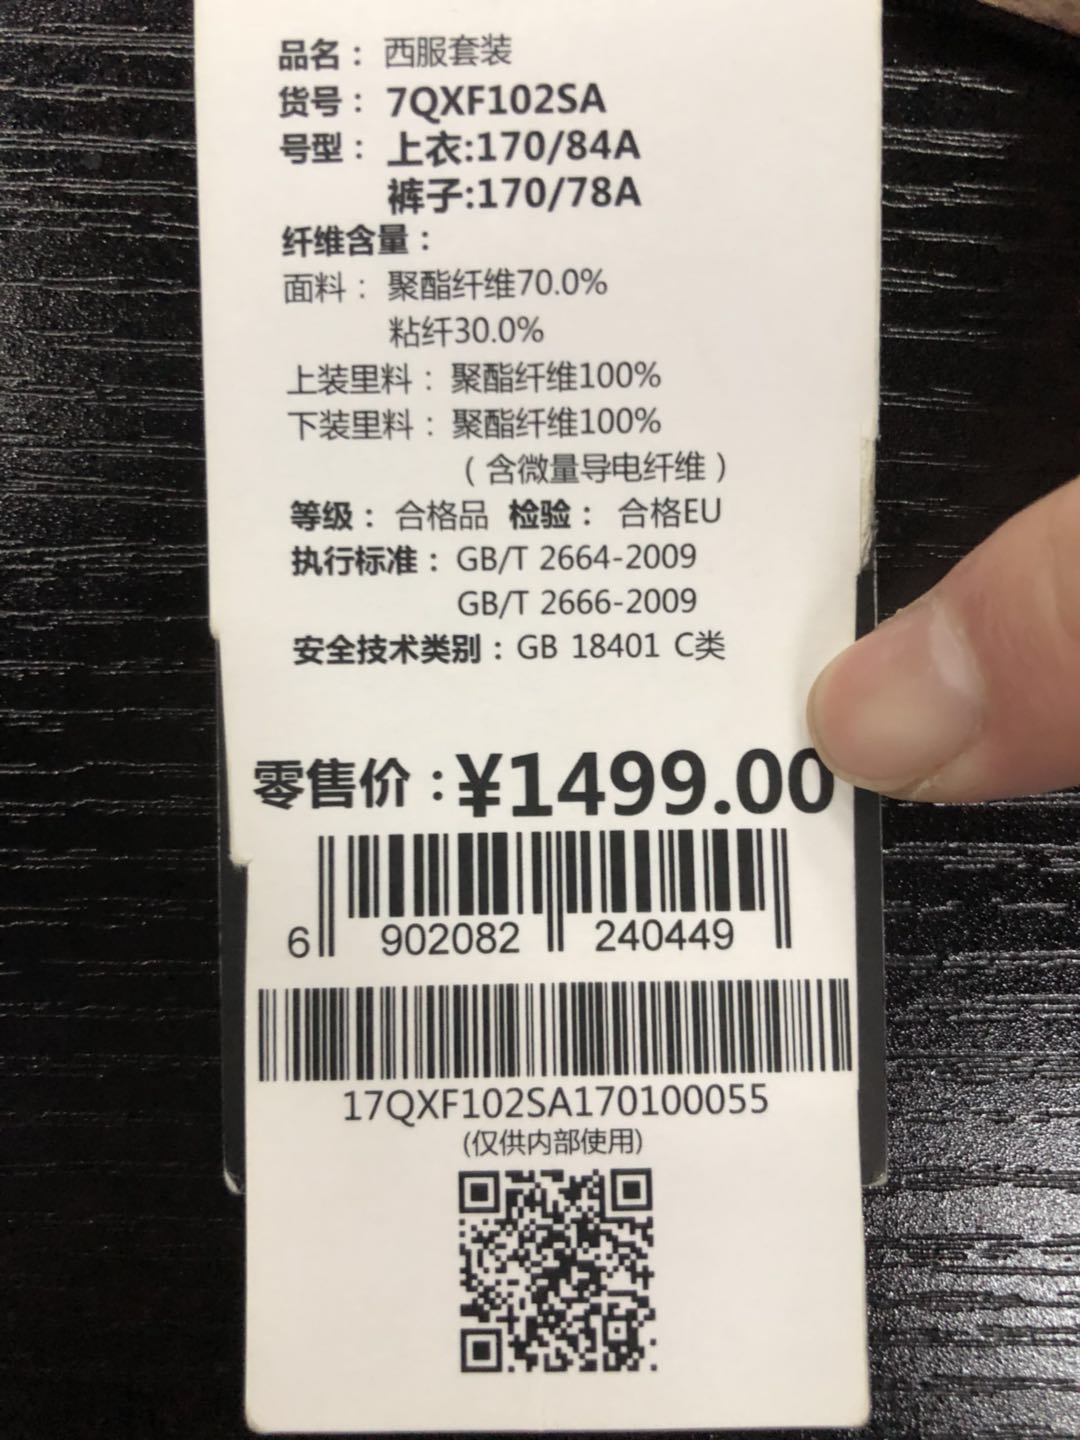 品名： 西服套装
货号： 7QXF102SA
号型： 上衣:170/84A
裤子:170/78A
纤维含量：
面料： 聚酯纤维70.0%
粘纤30.0%
上装里料： 聚酯纤维100%
下装里料： 聚酯纤维100%
（含微量导电纤维）
等级： 合格品 检验： 合格EU
执行标准： GB/T 2664-2009
GB/T 2666-2009
安全技术类别：GB 18401 C类
零售价：¥1499.00
6 902082 240449
17QXF102SA170100055
(仅供内部使用)